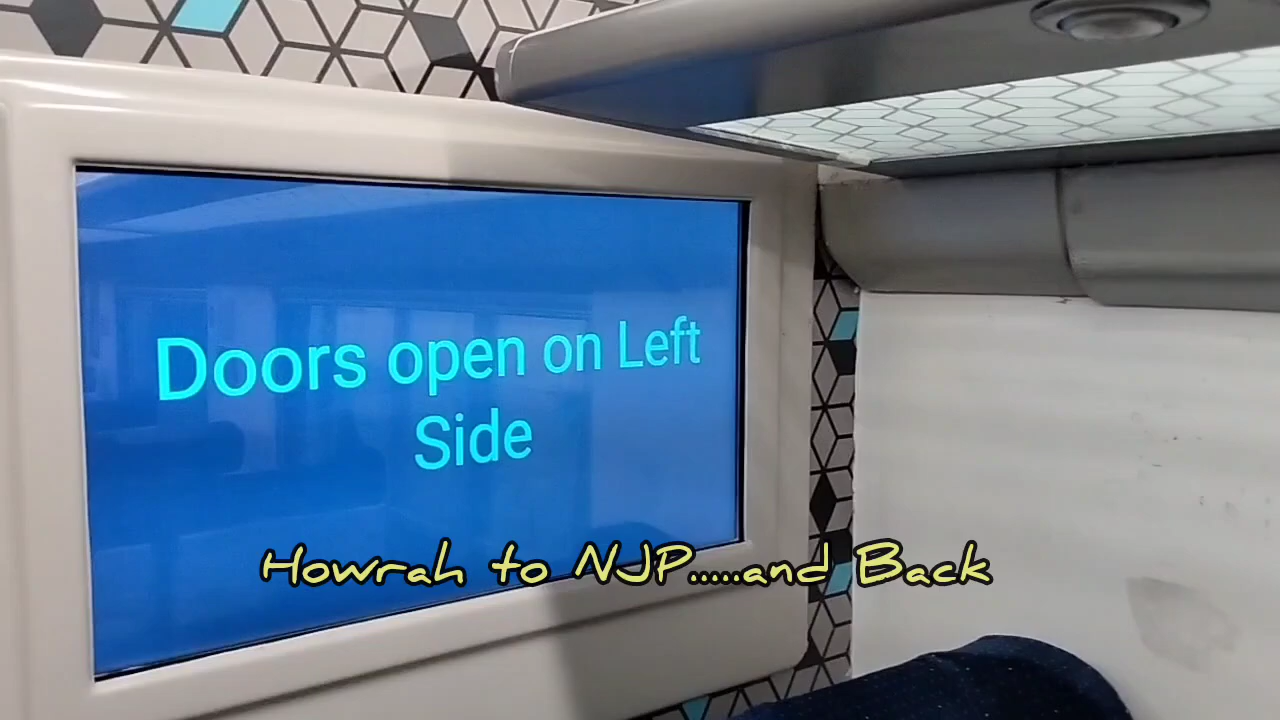 Doors open on Left
Side
Howrah to NJP.....and Back